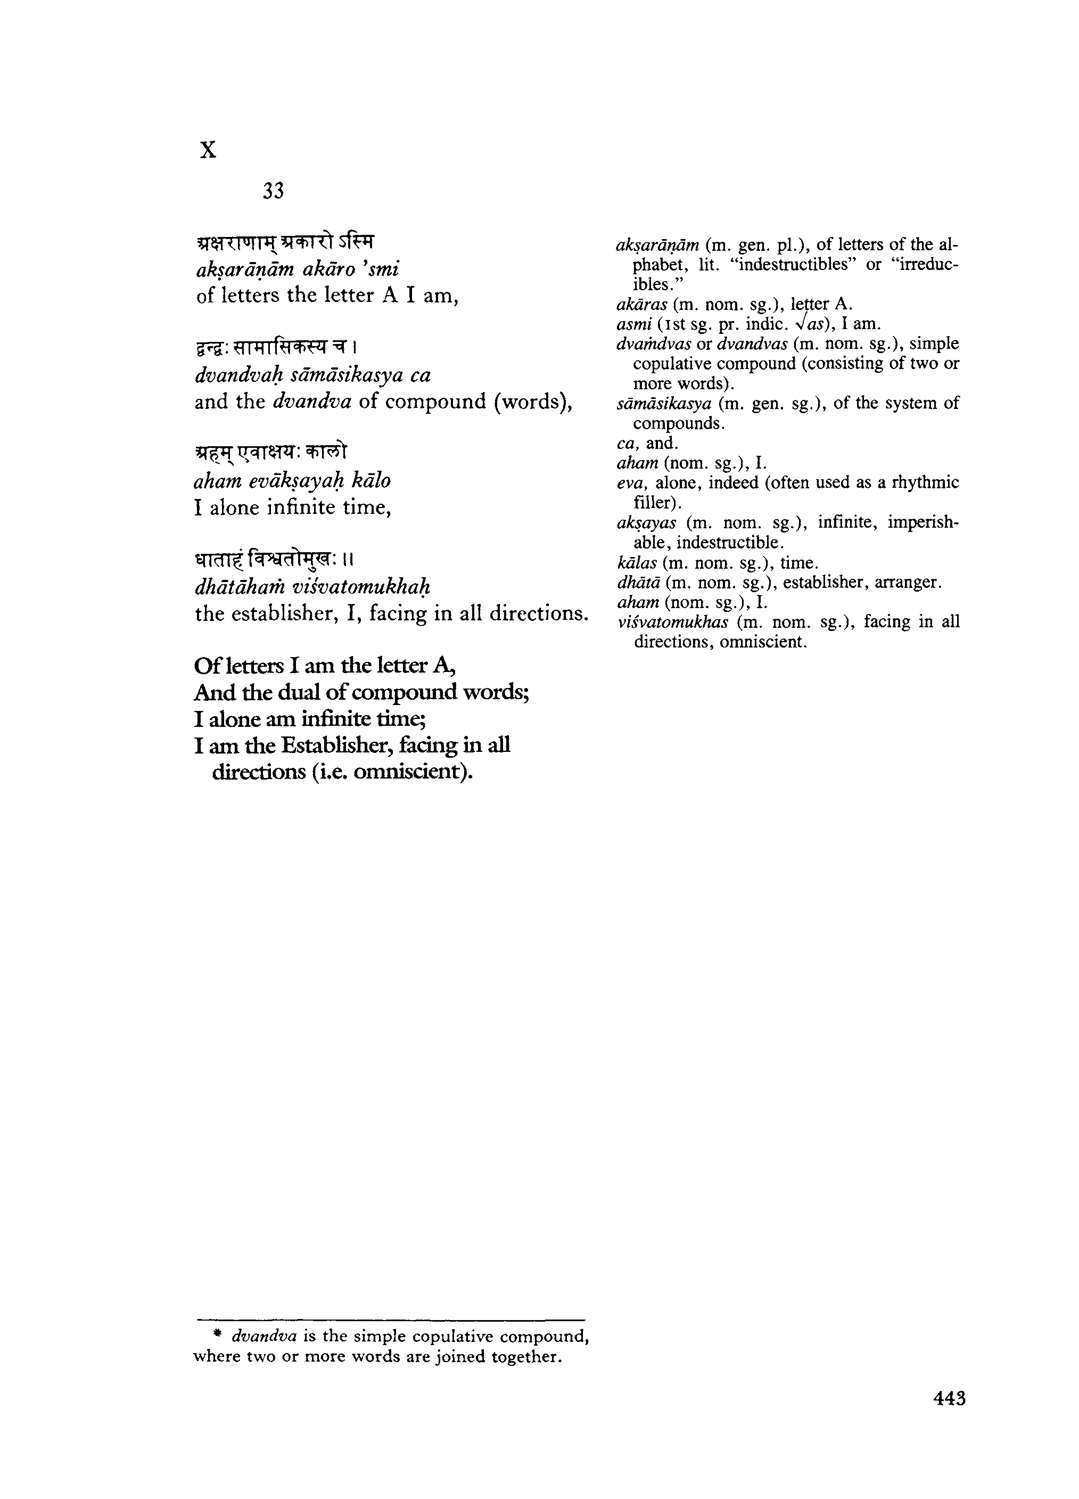 X
33
अक्षराणाम् अकारो ऽस्मि
akṣarāṇām akāro 'smi
of letters the letter A I am,
द्वन्द्वः सामासिकस्य च ।
dvandvaḥ sāmāsikasya ca
and the dvandva of compound (words),
अहम् एवाक्षयः कालो
aham evākṣayaḥ kālo
I alone infinite time,
धाताहं विश्वतोमुखः ।।
dhātāhaṁ viśvatomukhaḥ
the establisher, I, facing in all directions.
Of letters I am the letter A,
And the dual of compound words;
I alone am infinite time;
I am the Establisher, facing in all
directions (i.e. omniscient).
akṣarāṇām (m. gen. pl.), of letters of the al-
phabet, lit. “indestructibles” or “irreduc-
ibles.”
akāras (m. nom. sg.), letter A.
asmi (1st sg. pr. indic. √as), I am.
dvaṁdvas or dvandvas (m. nom. sg.), simple
copulative compound (consisting of two or
more words).
sāmāsikasya (m. gen. sg.), of the system of
compounds.
ca, and.
aham (nom. sg.), I.
eva, alone, indeed (often used as a rhythmic
filler).
akṣayas (m. nom. sg.), infinite, imperish-
able, indestructible.
kālas (m. nom. sg.), time.
dhātā (m. nom. sg.), establisher, arranger.
aham (nom. sg.), I.
viśvatomukhas (m. nom. sg.), facing in all
directions, omniscient.
* dvandva is the simple copulative compound,
where two or more words are joined together.
443